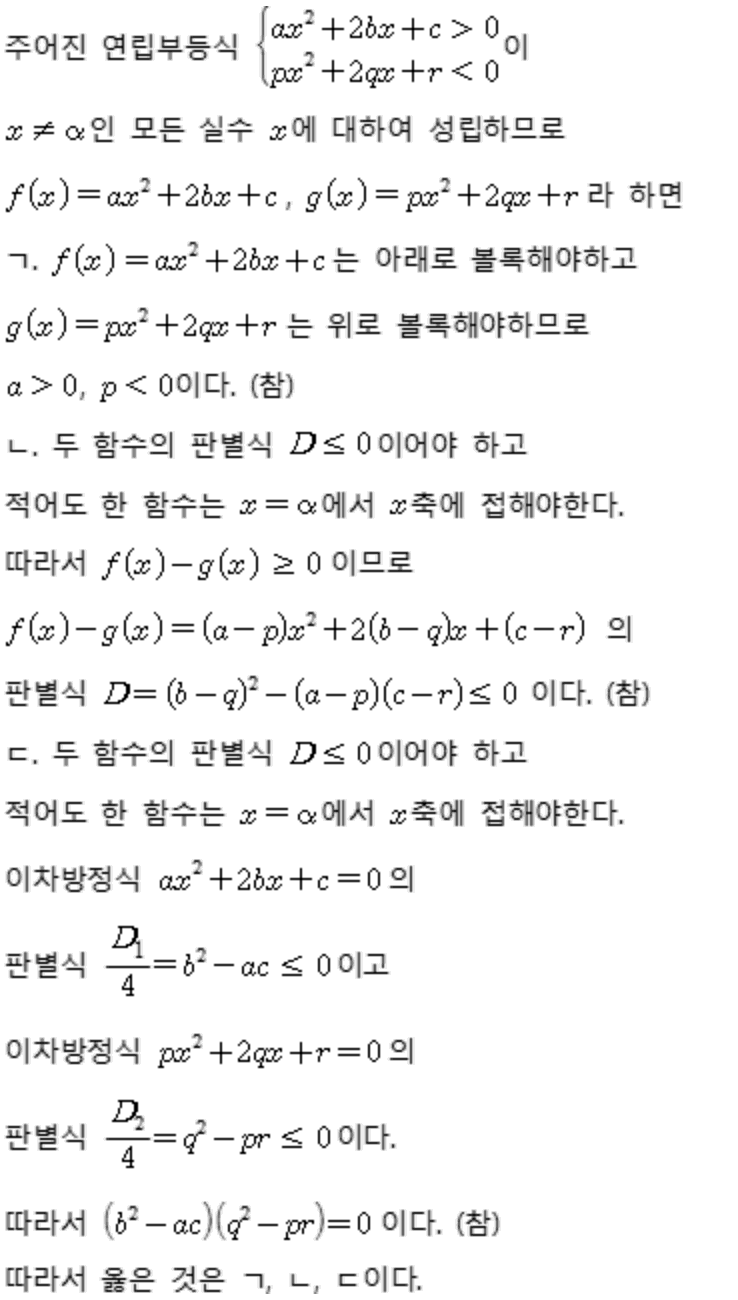 주어진 연립부등식 { ax² + 2bx + c > 0
px² + 2qx + r < 0 이
x ≠ α인 모든 실수 x에 대하여 성립하므로
f(x) = ax² + 2bx + c , g(x) = px² + 2qx + r 라 하면
ㄱ. f(x) = ax² + 2bx + c 는 아래로 볼록해야하고
g(x) = px² + 2qx + r 는 위로 볼록해야하므로
a > 0, p < 0이다. (참)
ㄴ. 두 함수의 판별식 D ≤ 0이어야 하고
적어도 한 함수는 x = α에서 x축에 접해야한다.
따라서 f(x) − g(x) ≥ 0 이므로
f(x) − g(x) = (a − p)x² + 2(b − q)x + (c − r) 의
판별식 D = (b − q)² − (a − p)(c − r) ≤ 0 이다. (참)
ㄷ. 두 함수의 판별식 D ≤ 0이어야 하고
적어도 한 함수는 x = α에서 x축에 접해야한다.
이차방정식 ax² + 2bx + c = 0 의
판별식 D₁/4 = b² − ac ≤ 0 이고
이차방정식 px² + 2qx + r = 0 의
판별식 D₂/4 = q² − pr ≤ 0 이다.
따라서 (b² − ac)(q² − pr) = 0 이다. (참)
따라서 옳은 것은 ㄱ, ㄴ, ㄷ이다.